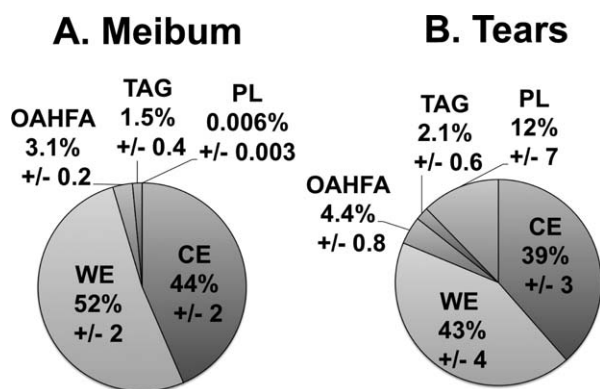 A. Meibum
TAG
1.5%
+/- 0.4
PL
0.006%
+/- 0.003
OAHFA
3.1%
+/- 0.2
WE
52%
+/- 2
CE
44%
+/- 2
B. Tears
TAG
2.1%
+/- 0.6
PL
12%
+/- 7
OAHFA
4.4%
+/- 0.8
CE
39%
+/- 3
WE
43%
+/- 4